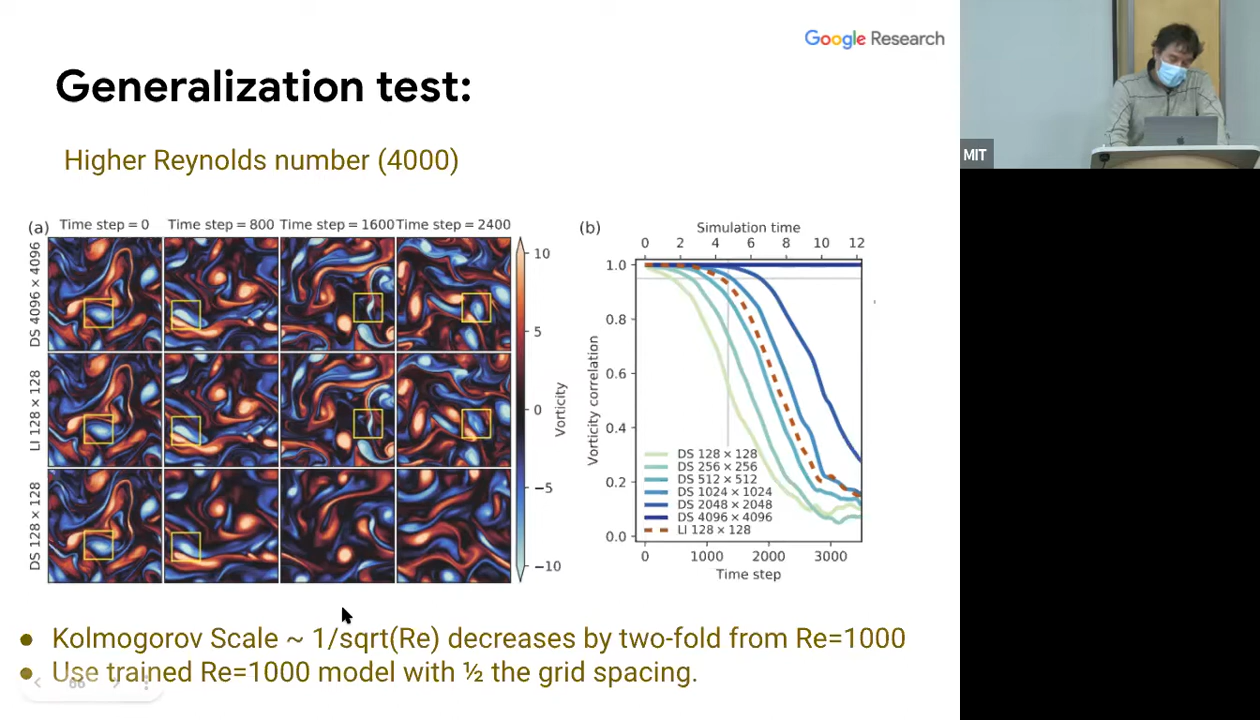 Google Research
Generalization test:
Higher Reynolds number (4000)
MIT
(a)
Time step = 0
Time step = 800
Time step = 1600
Time step = 2400
DS 4096 × 4096
LI 128 × 128
DS 128 × 128
10
5
0
−5
−10
Vorticity
(b)
Simulation time
0 2 4 6 8 10 12
Vorticity correlation
1.0
0.8
0.6
0.4
0.2
0.0
DS 128 × 128
DS 256 × 256
DS 512 × 512
DS 1024 × 1024
DS 2048 × 2048
DS 4096 × 4096
LI 128 × 128
0 1000 2000 3000
Time step
● Kolmogorov Scale ~ 1/sqrt(Re) decreases by two-fold from Re=1000
● Use trained Re=1000 model with ½ the grid spacing.